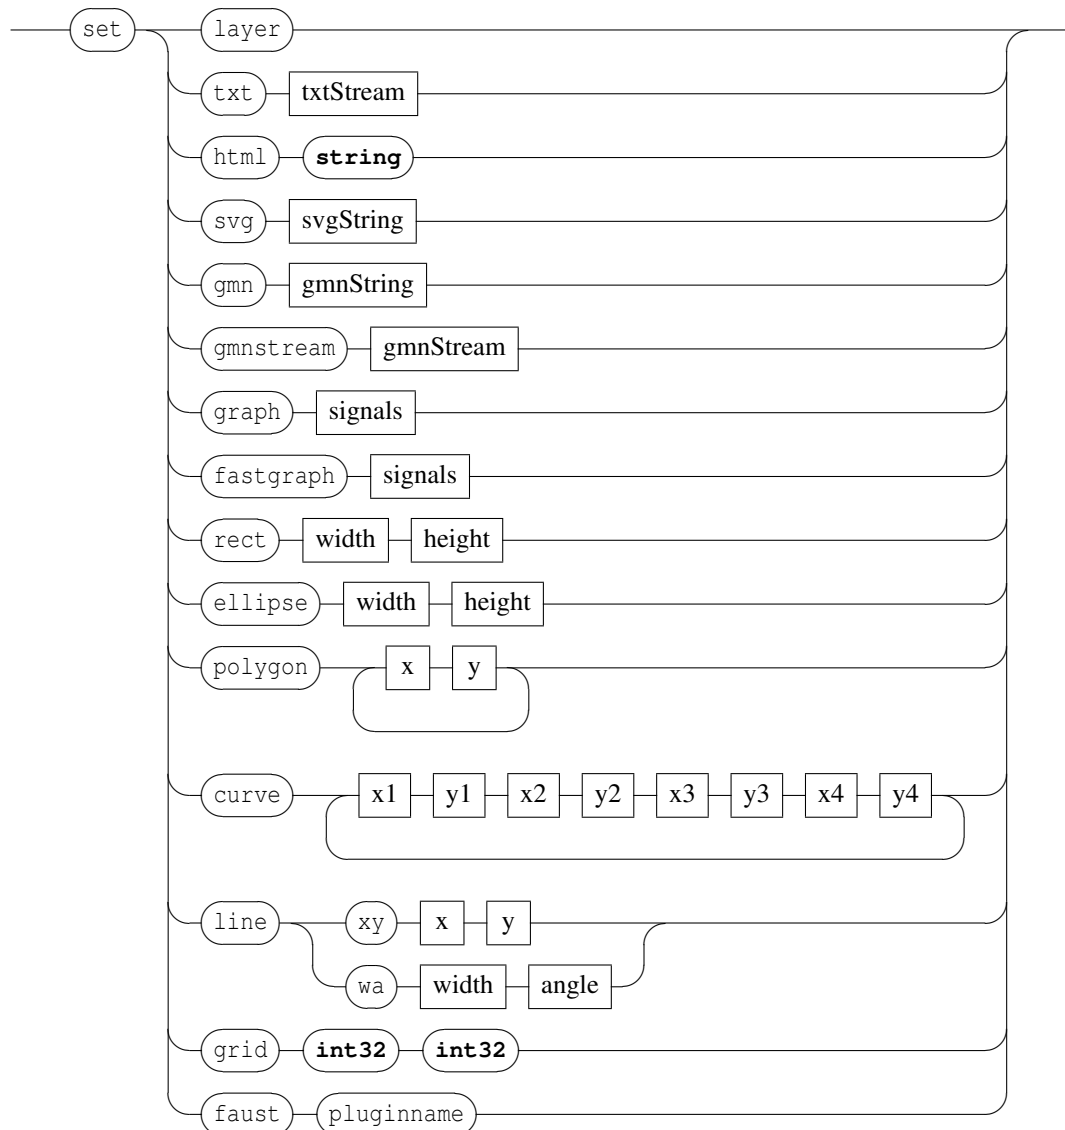 set layer
txt txtStream
html string
svg svgString
gmn gmnString
gmnstream gmnStream
graph signals
fastgraph signals
rect width height
ellipse width height
polygon x y
curve x1 y1 x2 y2 x3 y3 x4 y4
line xy x y
wa width angle
grid int32 int32
faust pluginname